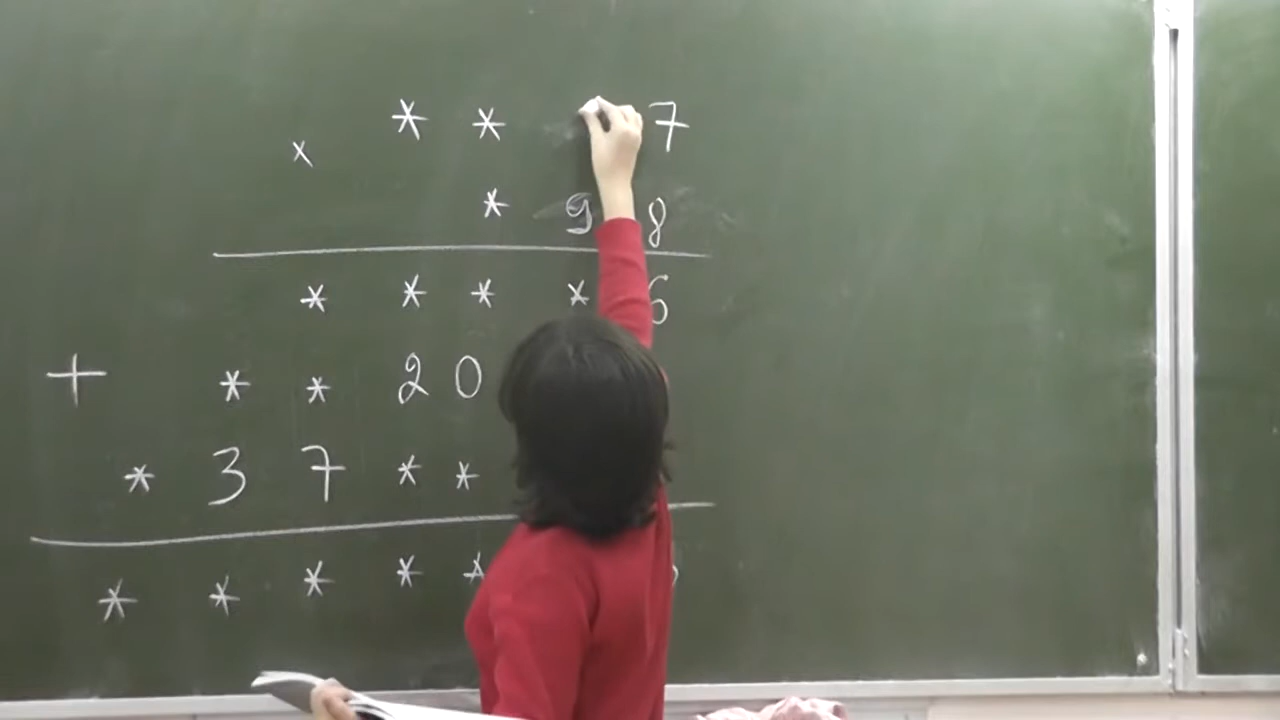 * * 7
×
* 9 8
* * * * 6
+ * * 2 0
* 3 7 * *
* * * *